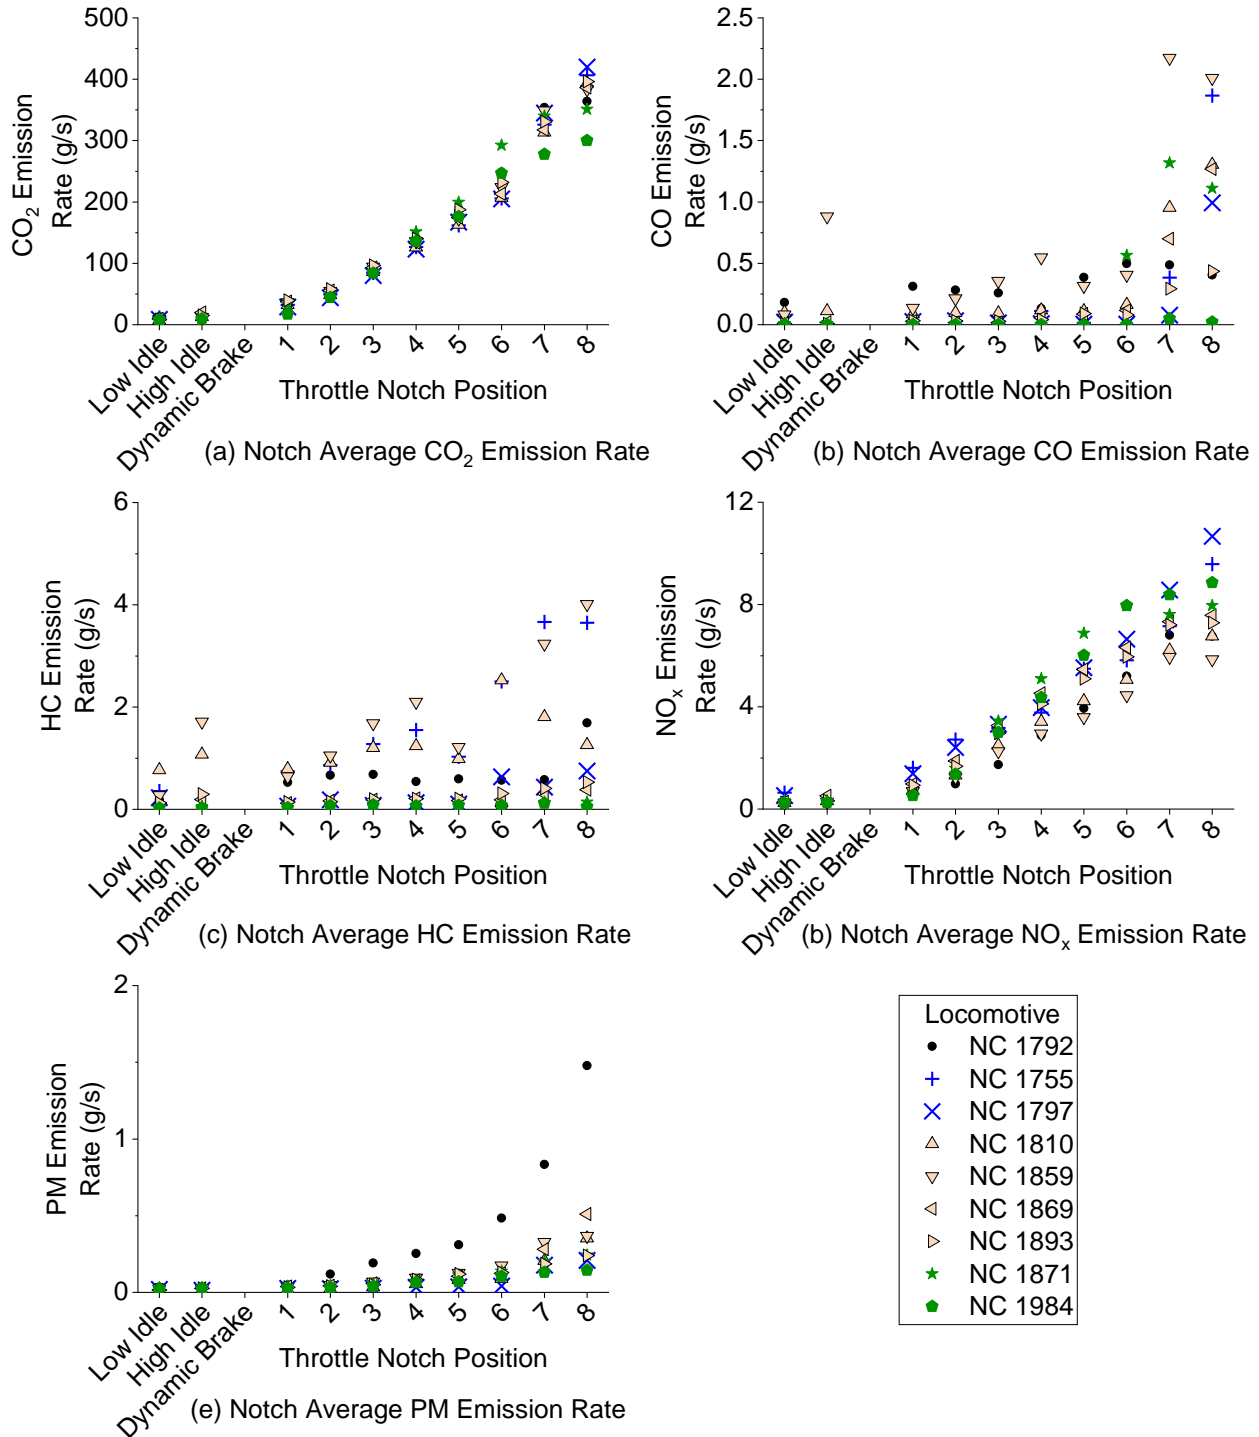 500
400
300
200
100
0
CO₂ Emission
Rate (g/s)
Low Idle
High Idle
Dynamic Brake
1
2
3
4
5
6
7
8
Throttle Notch Position
(a) Notch Average CO₂ Emission Rate
2.5
2.0
1.5
1.0
0.5
0.0
CO Emission
Rate (g/s)
Low Idle
High Idle
Dynamic Brake
1
2
3
4
5
6
7
8
Throttle Notch Position
(b) Notch Average CO Emission Rate
6
4
2
0
HC Emission
Rate (g/s)
Low Idle
High Idle
Dynamic Brake
1
2
3
4
5
6
7
8
Throttle Notch Position
(c) Notch Average HC Emission Rate
12
8
4
0
NOₓ Emission
Rate (g/s)
Low Idle
High Idle
Dynamic Brake
1
2
3
4
5
6
7
8
Throttle Notch Position
(b) Notch Average NOₓ Emission Rate
2
1
0
PM Emission
Rate (g/s)
Low Idle
High Idle
Dynamic Brake
1
2
3
4
5
6
7
8
Throttle Notch Position
(e) Notch Average PM Emission Rate
Locomotive
NC 1792
NC 1755
NC 1797
NC 1810
NC 1859
NC 1869
NC 1893
NC 1871
NC 1984